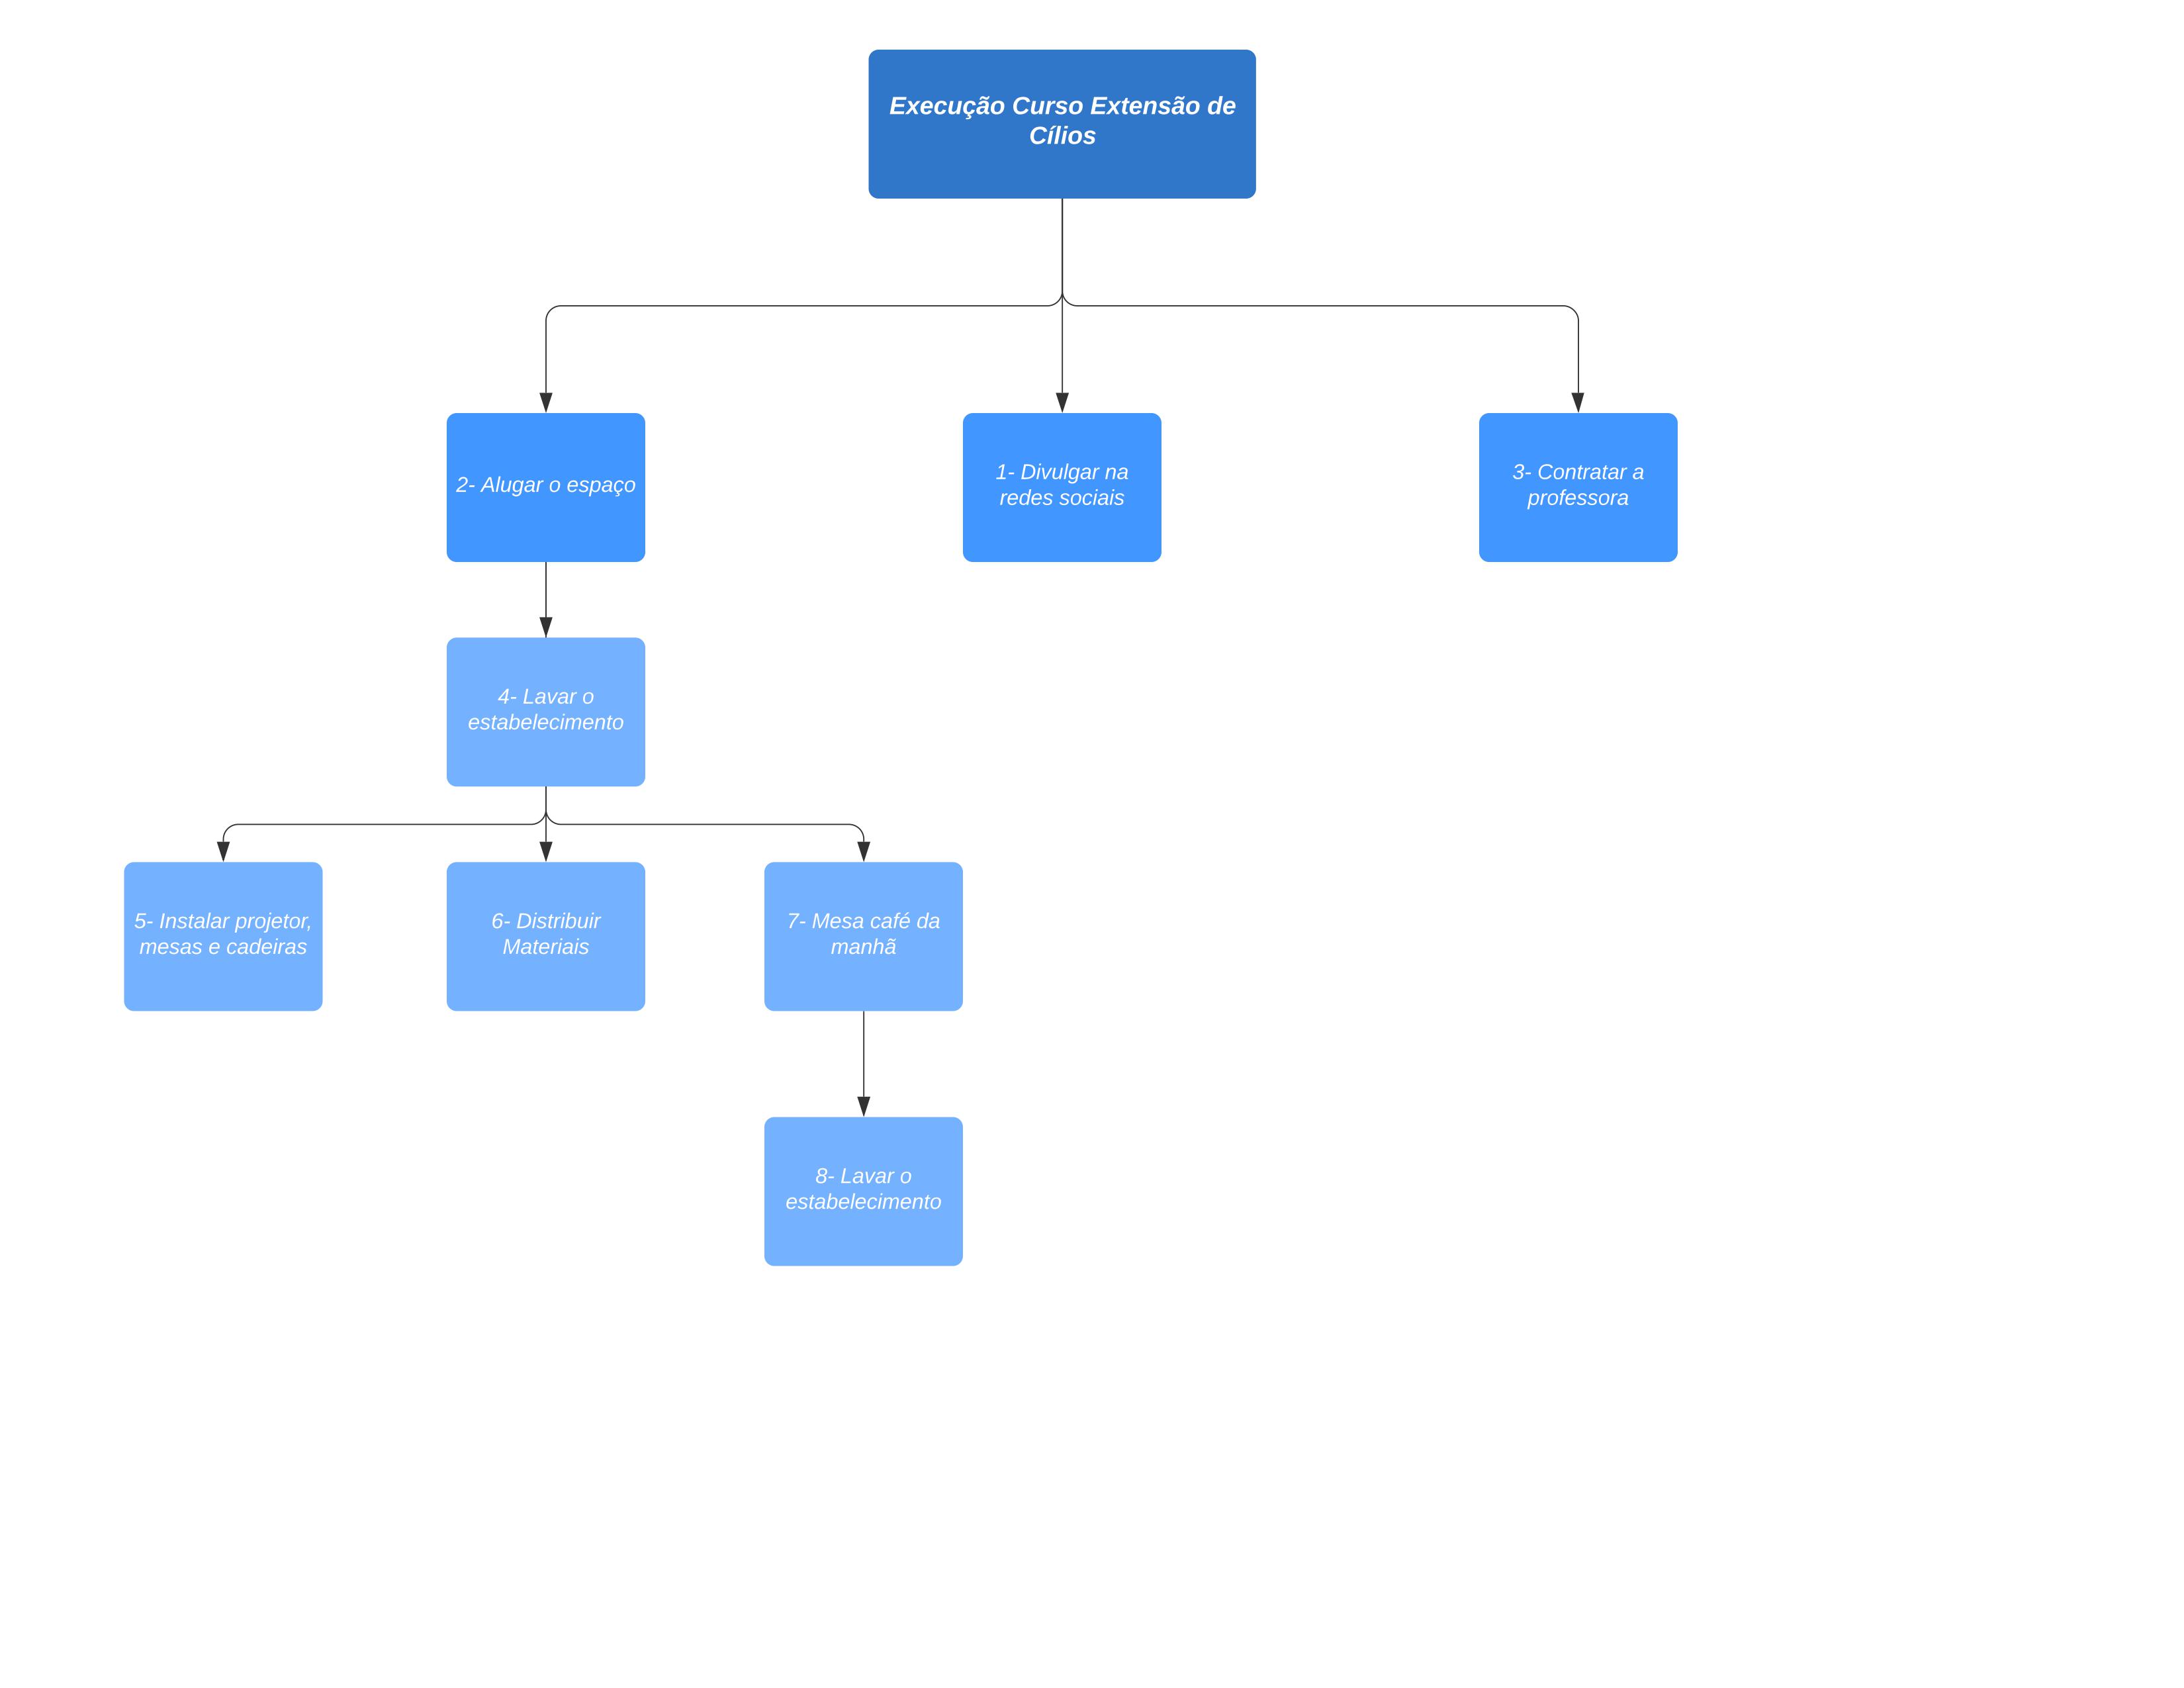 Execução Curso Extensão de
Cílios
2- Alugar o espaço
1- Divulgar na
redes sociais
3- Contratar a
professora
4- Lavar o
estabelecimento
5- Instalar projetor,
mesas e cadeiras
6- Distribuir
Materiais
7- Mesa café da
manhã
8- Lavar o
estabelecimento